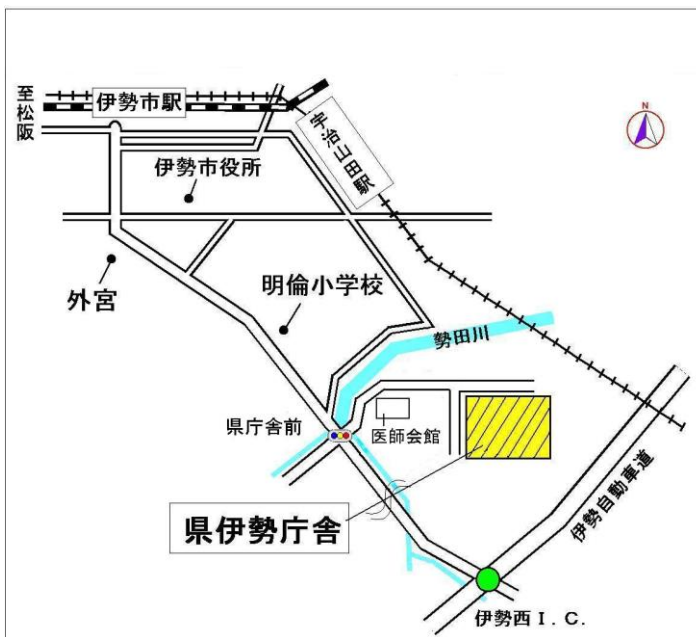 至松阪
伊勢市駅
宇治山田駅
N
伊勢市役所
外宮
明倫小学校
勢田川
県庁舎前
医師会館
県伊勢庁舎
伊勢自動車道
伊勢西I.C.